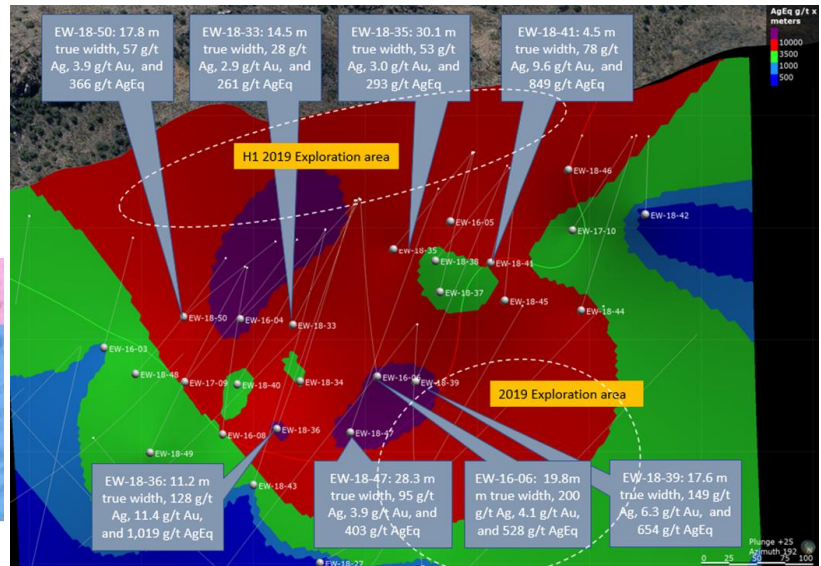 EW-18-50: 17.8 m
true width, 57 g/t
Ag, 3.9 g/t Au, and
366 g/t AgEq
EW-18-33: 14.5 m
true width, 28 g/t
Ag, 2.9 g/t Au, and
261 g/t AgEq
EW-18-35: 30.1 m
true width, 53 g/t
Ag, 3.0 g/t Au, and
293 g/t AgEq
EW-18-41: 4.5 m
true width, 78 g/t
Ag, 9.6 g/t Au, and
849 g/t AgEq
AgEq g/t x
meters
10000
3500
1000
500
H1 2019 Exploration area
EW-18-46
EW-18-42
EW-16-05
EW-17-10
EW-18-35
EW-18-38
EW-18-41
EW-18-37
EW-18-45
EW-18-44
EW-18-50
EW-16-04
EW-18-33
EW-16-03
EW-18-48
EW-17-09
EW-18-40
EW-18-34
EW-16-06
EW-18-39
2019 Exploration area
EW-16-08
EW-18-36
EW-18-47
EW-18-49
EW-18-43
EW-18-36: 11.2 m
true width, 128 g/t
Ag, 11.4 g/t Au,
and 1,019 g/t AgEq
EW-18-47: 28.3 m
true width, 95 g/t
Ag, 3.9 g/t Au, and
403 g/t AgEq
EW-16-06: 19.8m
m true width, 200
g/t Ag, 4.1 g/t Au,
and 528 g/t AgEq
EW-18-39: 17.6 m
true width, 149 g/t
Ag, 6.3 g/t Au, and
654 g/t AgEq
EW-18-27
Plunge +25
Azimuth 192
0 25 50 75 100